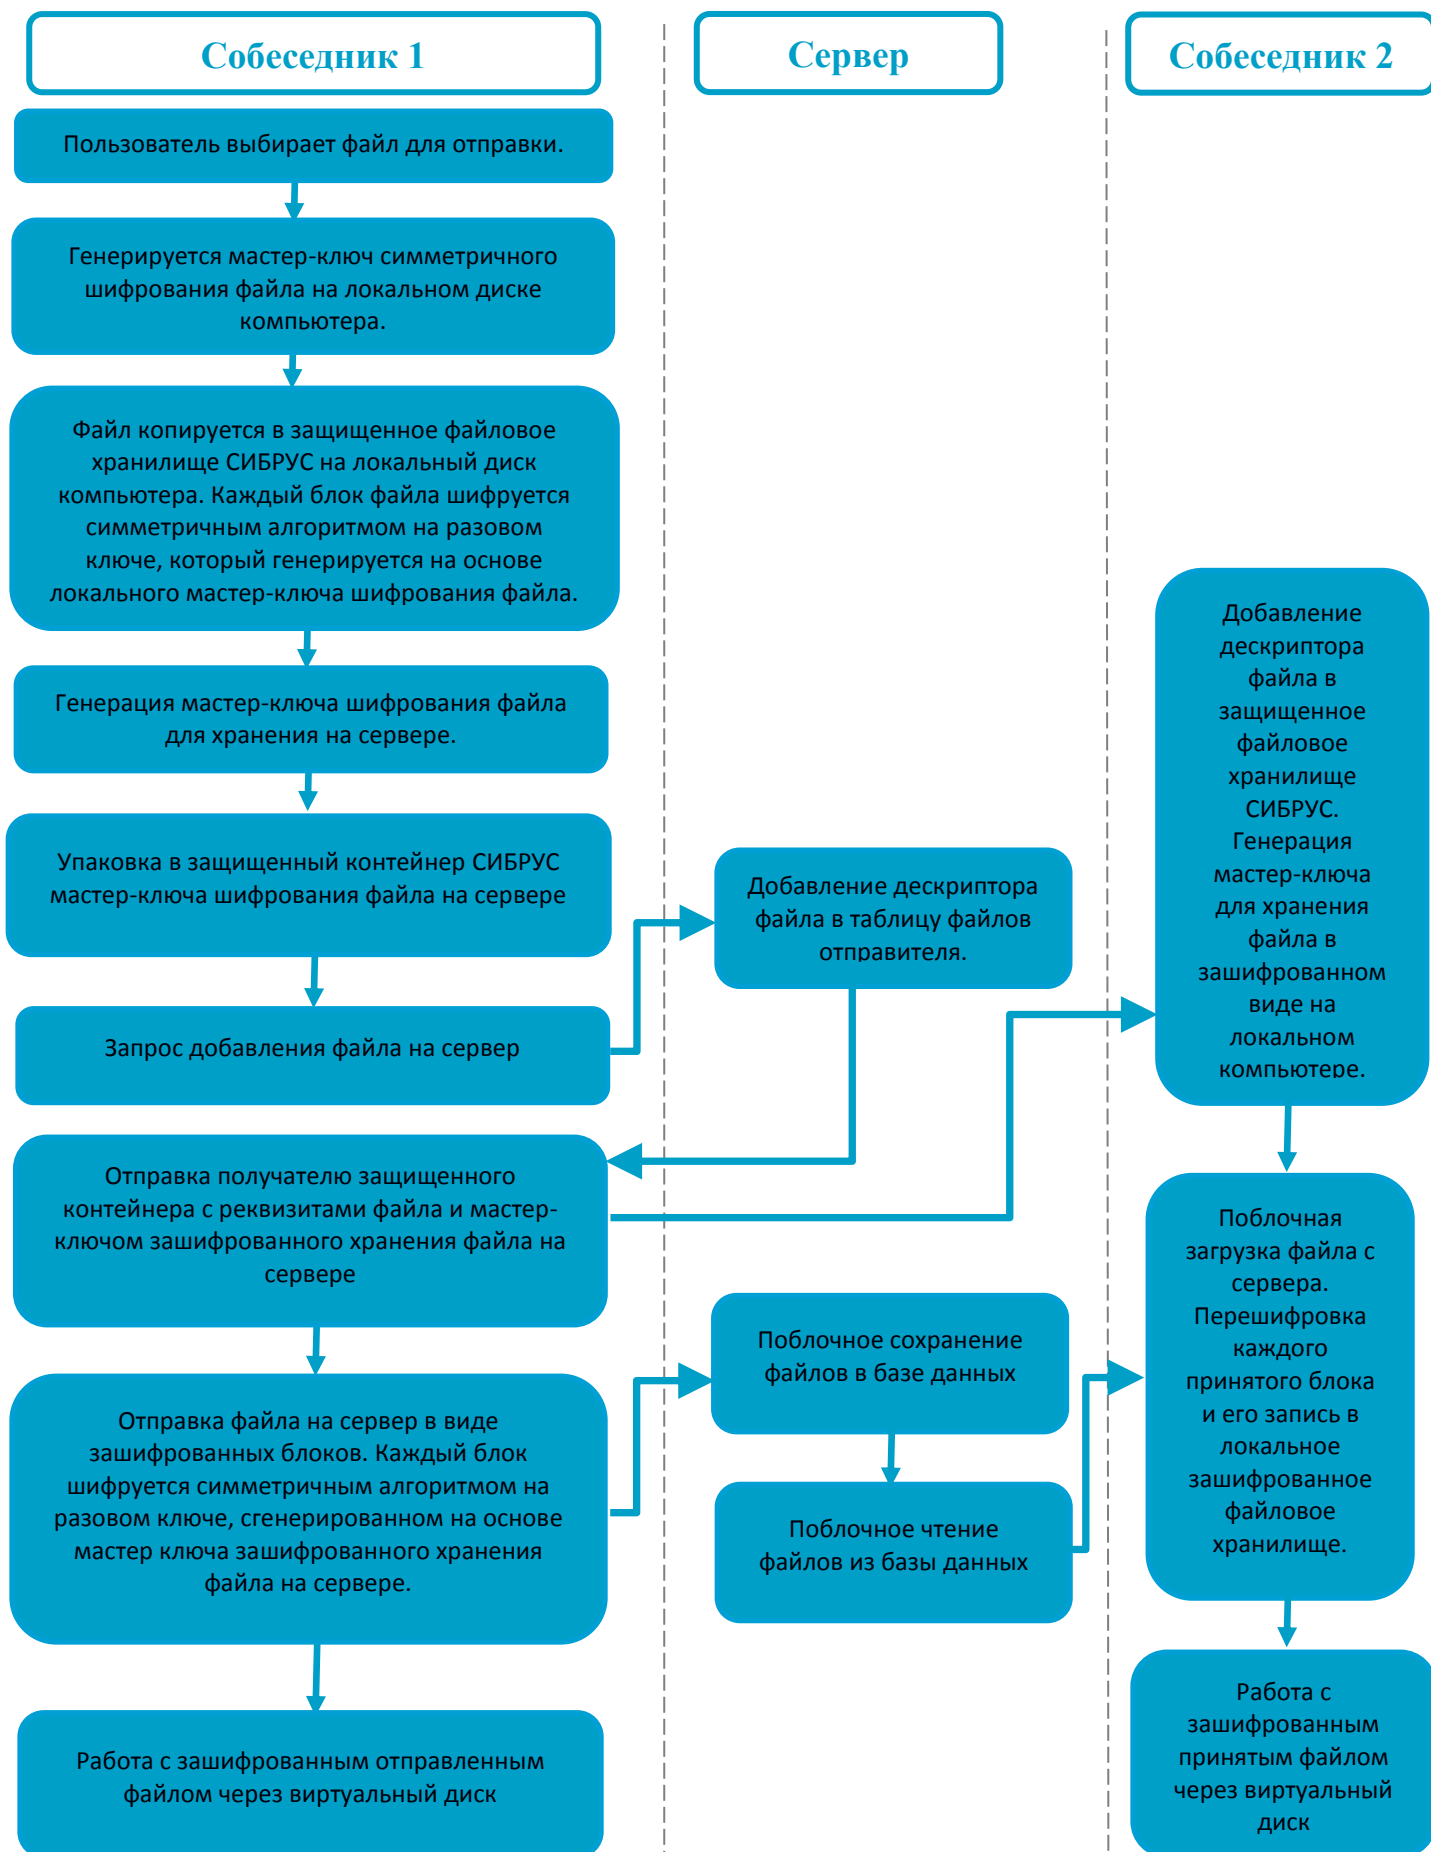 Собеседник 1
Сервер
Собеседник 2
Пользователь выбирает файл для отправки.
Генерируется мастер-ключ симметричного
шифрования файла на локальном диске
компьютера.
Файл копируется в защищенное файловое
хранилище СИБРУС на локальный диск
компьютера. Каждый блок файла шифруется
симметричным алгоритмом на разовом
ключе, который генерируется на основе
локального мастер-ключа шифрования файла.
Генерация мастер-ключа шифрования файла
для хранения на сервере.
Упаковка в защищенный контейнер СИБРУС
мастер-ключа шифрования файла на сервере
Запрос добавления файла на сервер
Добавление дескриптора
файла в таблицу файлов
отправителя.
Отправка получателю защищенного
контейнера с реквизитами файла и мастер-
ключом зашифрованного хранения файла на
сервере
Добавление
дескриптора
файла в
защищенное
файловое
хранилище
СИБРУС.
Генерация
мастер-ключа
для хранения
файла в
зашифрованном
виде на
локальном
компьютере.
Отправка файла на сервер в виде
зашифрованных блоков. Каждый блок
шифруется симметричным алгоритмом на
разовом ключе, сгенерированном на основе
мастер ключа зашифрованного хранения
файла на сервере.
Поблочное сохранение
файлов в базе данных
Поблочное чтение
файлов из базы данных
Поблочная
загрузка файла с
сервера.
Перешифровка
каждого
принятого блока
и его запись в
локальное
зашифрованное
файловое
хранилище.
Работа с зашифрованным отправленным
файлом через виртуальный диск
Работа с
зашифрованным
принятым файлом
через виртуальный
диск